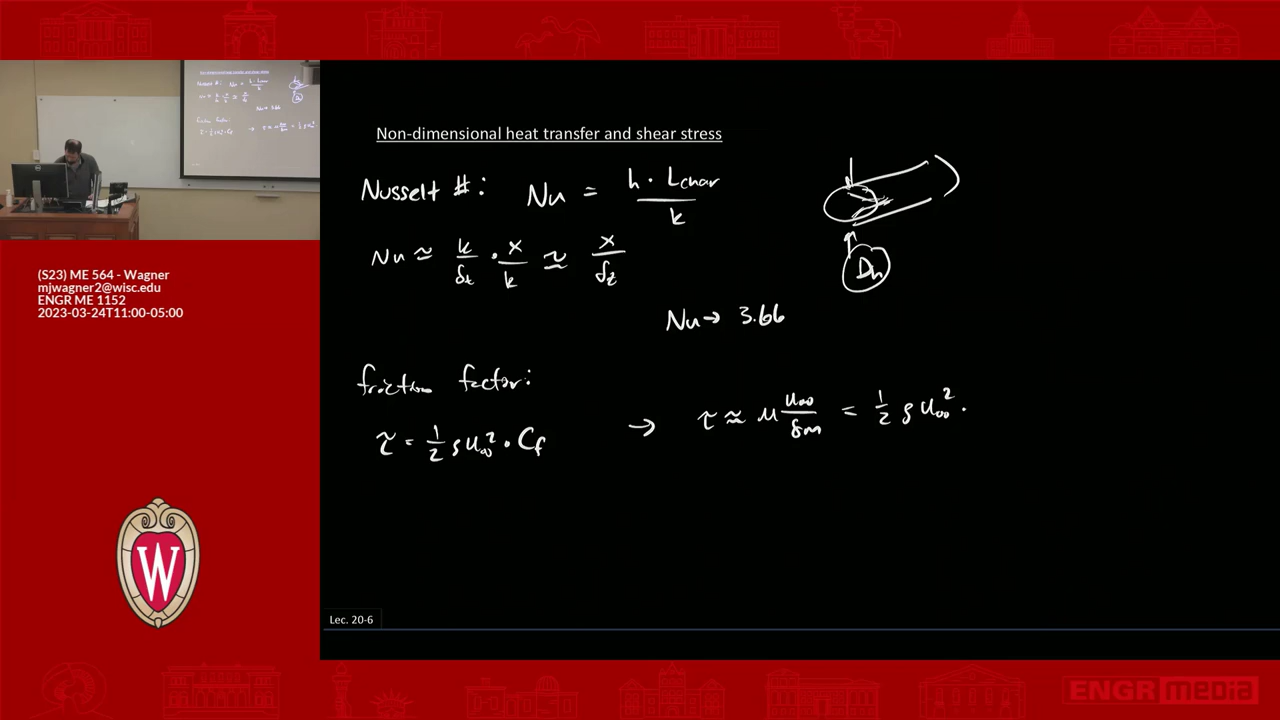 Non-dimensional heat transfer and shear stress
Nusselt #: Nu = h · Lchar / k
Nu ≃ k/δt · x/k ≃ x/δt
Dh
Nu → 3.66
friction factor:
τ = 1/2 ρ u∞² · Cf → τ ≈ μ u∞/δm = 1/2 ρ u∞² ·
(S23) ME 564 - Wagner
mjwagner2@wisc.edu
ENGR ME 1152
2023-03-24T11:00-05:00
W
Lec. 20-6
ENGR media